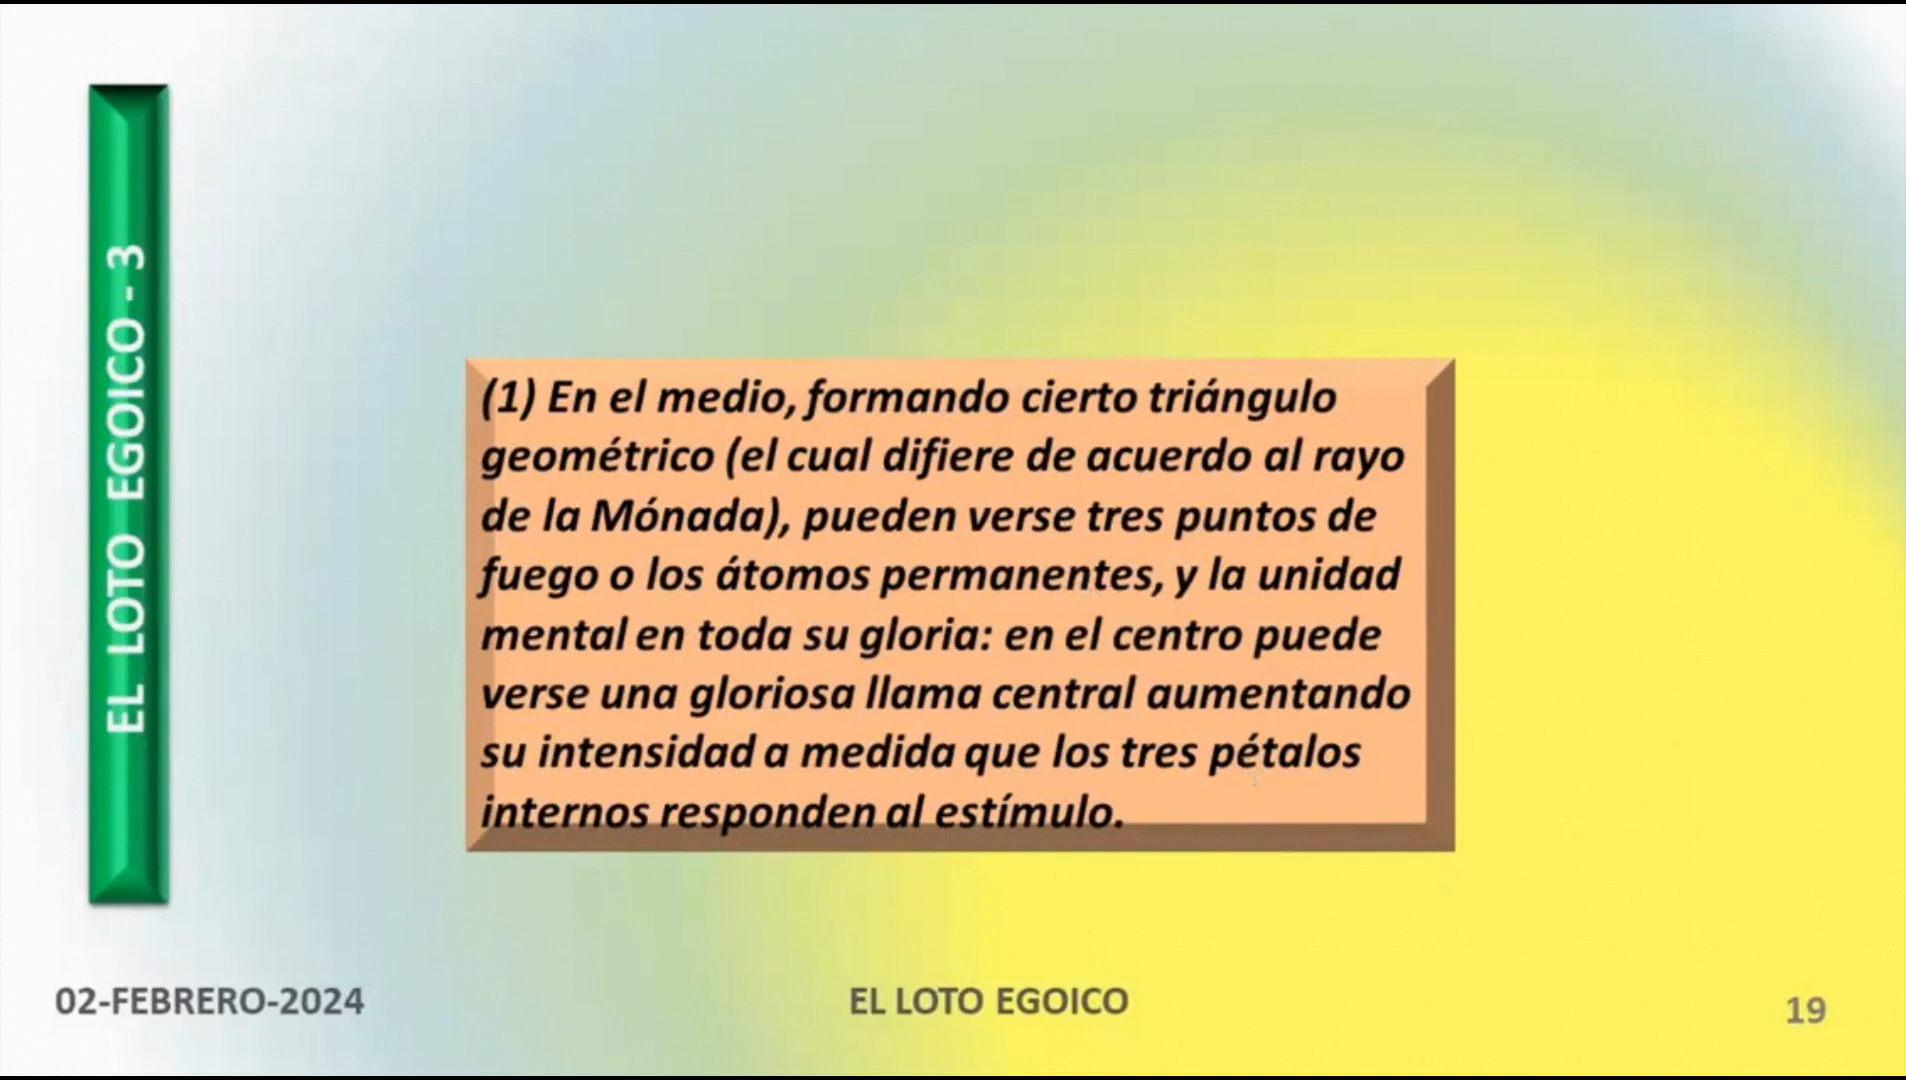 EL LOTO EGOICO - 3
(1) En el medio, formando cierto triángulo
geométrico (el cual difiere de acuerdo al rayo
de la Mónada), pueden verse tres puntos de
fuego o los átomos permanentes, y la unidad
mental en toda su gloria: en el centro puede
verse una gloriosa llama central aumentando
su intensidad a medida que los tres pétalos
internos responden al estímulo.
02-FEBRERO-2024
EL LOTO EGOICO
19